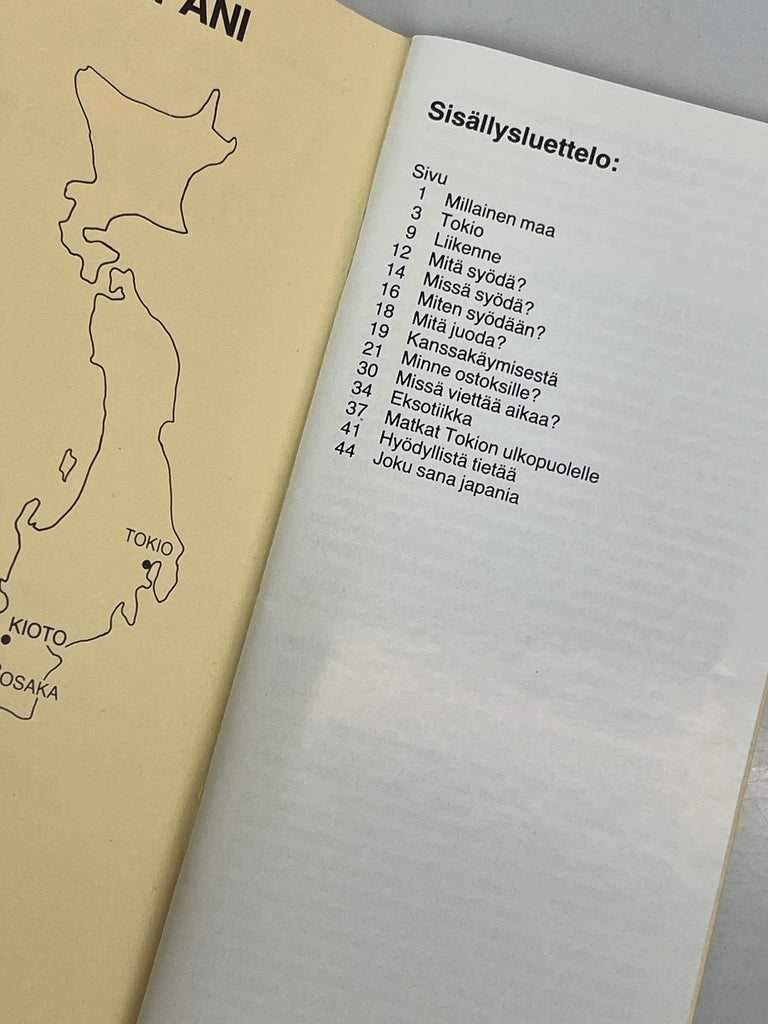 PANI
TOKIO
KIOTO
OSAKA
Sisällysluettelo:
Sivu
1 Millainen maa
3 Tokio
9 Liikenne
12 Mitä syödä?
14 Missä syödä?
16 Miten syödään?
18 Mitä juoda?
19 Kanssakäymisestä
21 Minne ostoksille?
30 Missä viettää aikaa?
34 Eksotiikka
37 Matkat Tokion ulkopuolelle
41 Hyödyllistä tietää
44 Joku sana japania